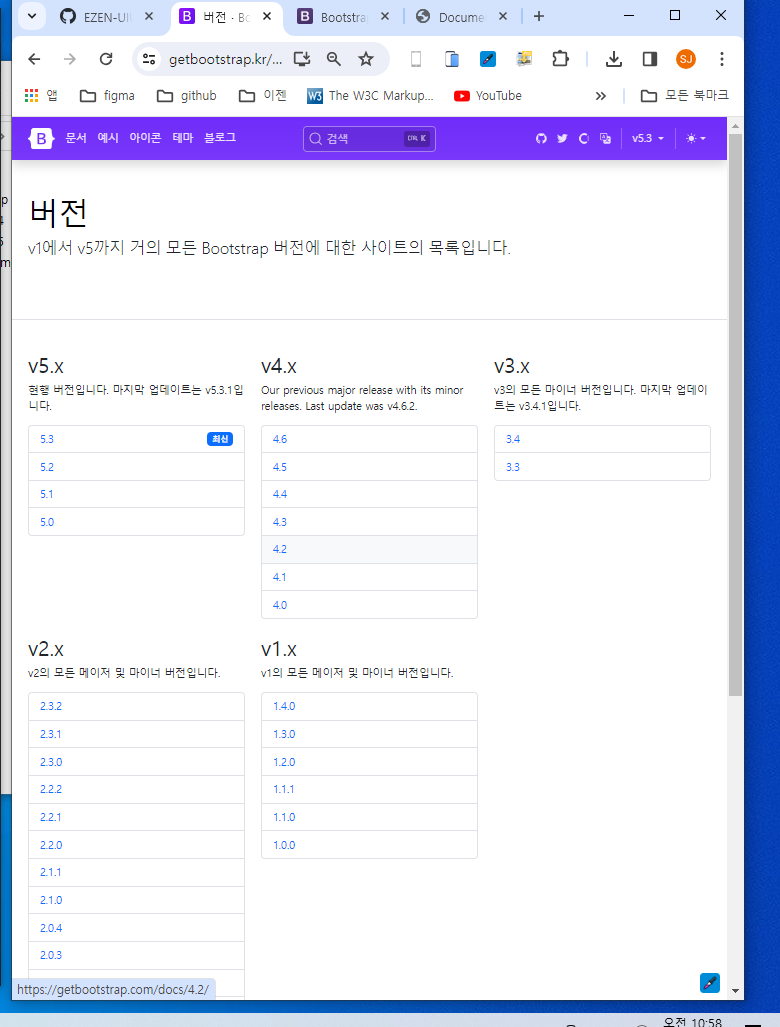 EZEN-UI
버전 · Bo
Bootstra
Docume
getbootstrap.kr/...
SJ
앱
figma
github
이젠
W3 The W3C Markup...
YouTube
»
모든 북마크
B
문서
예시
아이콘
테마
블로그
검색
Ctrl K
v5.3
버전
v1에서 v5까지 거의 모든 Bootstrap 버전에 대한 사이트의 목록입니다.
v5.x
현행 버전입니다. 마지막 업데이트는 v5.3.1입
니다.
5.3 최신
5.2
5.1
5.0
v4.x
Our previous major release with its minor
releases. Last update was v4.6.2.
4.6
4.5
4.4
4.3
4.2
4.1
4.0
v3.x
v3의 모든 마이너 버전입니다. 마지막 업데이
트는 v3.4.1입니다.
3.4
3.3
v2.x
v2의 모든 메이저 및 마이너 버전입니다.
2.3.2
2.3.1
2.3.0
2.2.2
2.2.1
2.2.0
2.1.1
2.1.0
2.0.4
2.0.3
v1.x
v1의 모든 메이저 및 마이너 버전입니다.
1.4.0
1.3.0
1.2.0
1.1.1
1.1.0
1.0.0
https://getbootstrap.com/docs/4.2/
오전 10:58